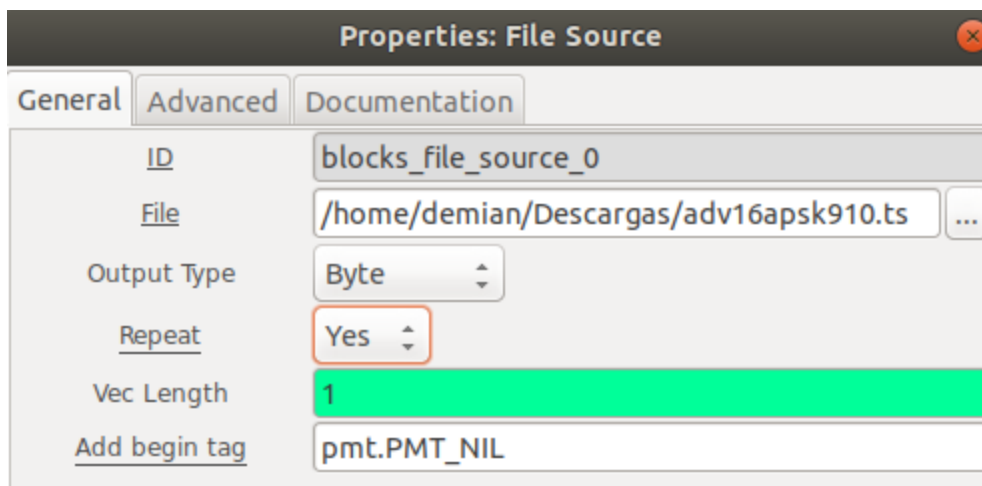 Properties: File Source
General Advanced Documentation
ID blocks_file_source_0
File /home/demian/Descargas/adv16apsk910.ts ...
Output Type Byte
Repeat Yes
Vec Length 1
Add begin tag pmt.PMT_NIL